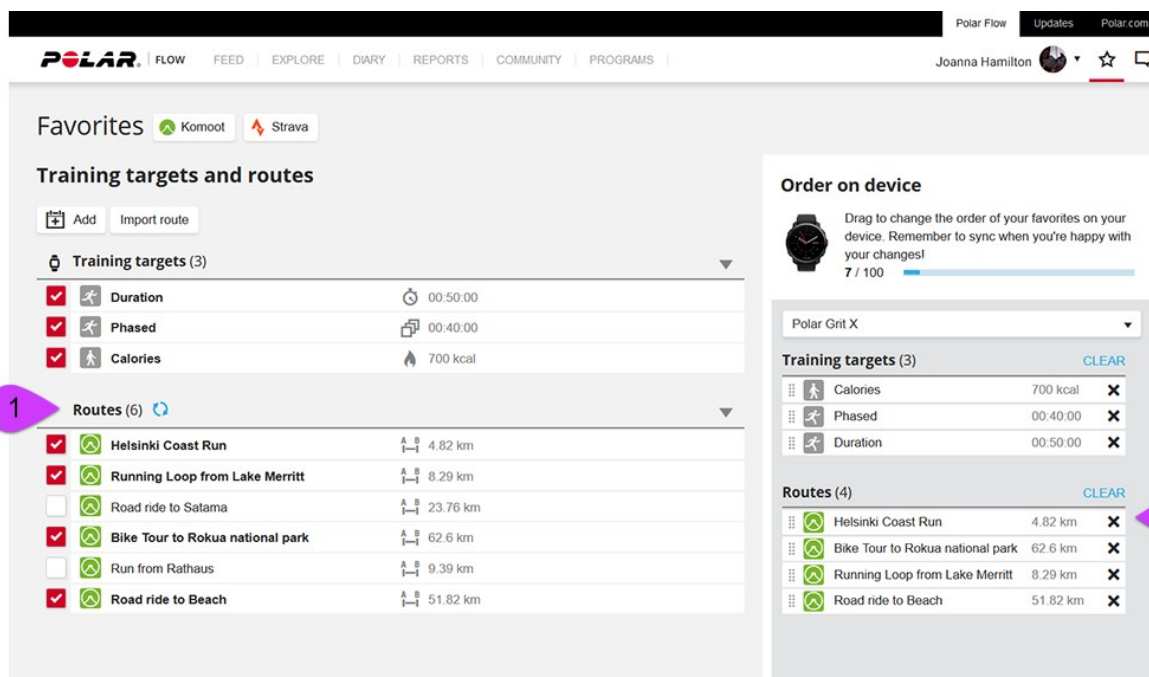 Polar Flow Updates Polar.com
POLAR. FLOW FEED EXPLORE DIARY REPORTS COMMUNITY PROGRAMS Joanna Hamilton
Favorites Komoot Strava
Training targets and routes
Add Import route
Training targets (3)
Duration 00:50:00
Phased 00:40:00
Calories 700 kcal
1
Routes (6)
Helsinki Coast Run A B 4.82 km
Running Loop from Lake Merritt A B 8.29 km
Road ride to Satama A B 23.76 km
Bike Tour to Rokua national park A B 62.6 km
Run from Rathaus A B 9.39 km
Road ride to Beach A B 51.82 km
Order on device
Drag to change the order of your favorites on your
device. Remember to sync when you're happy with
your changes!
7 / 100
Polar Grit X
Training targets (3) CLEAR
Calories 700 kcal
Phased 00:40:00
Duration 00:50:00
Routes (4) CLEAR
Helsinki Coast Run 4.82 km
Bike Tour to Rokua national park 62.6 km
Running Loop from Lake Merritt 8.29 km
Road ride to Beach 51.82 km